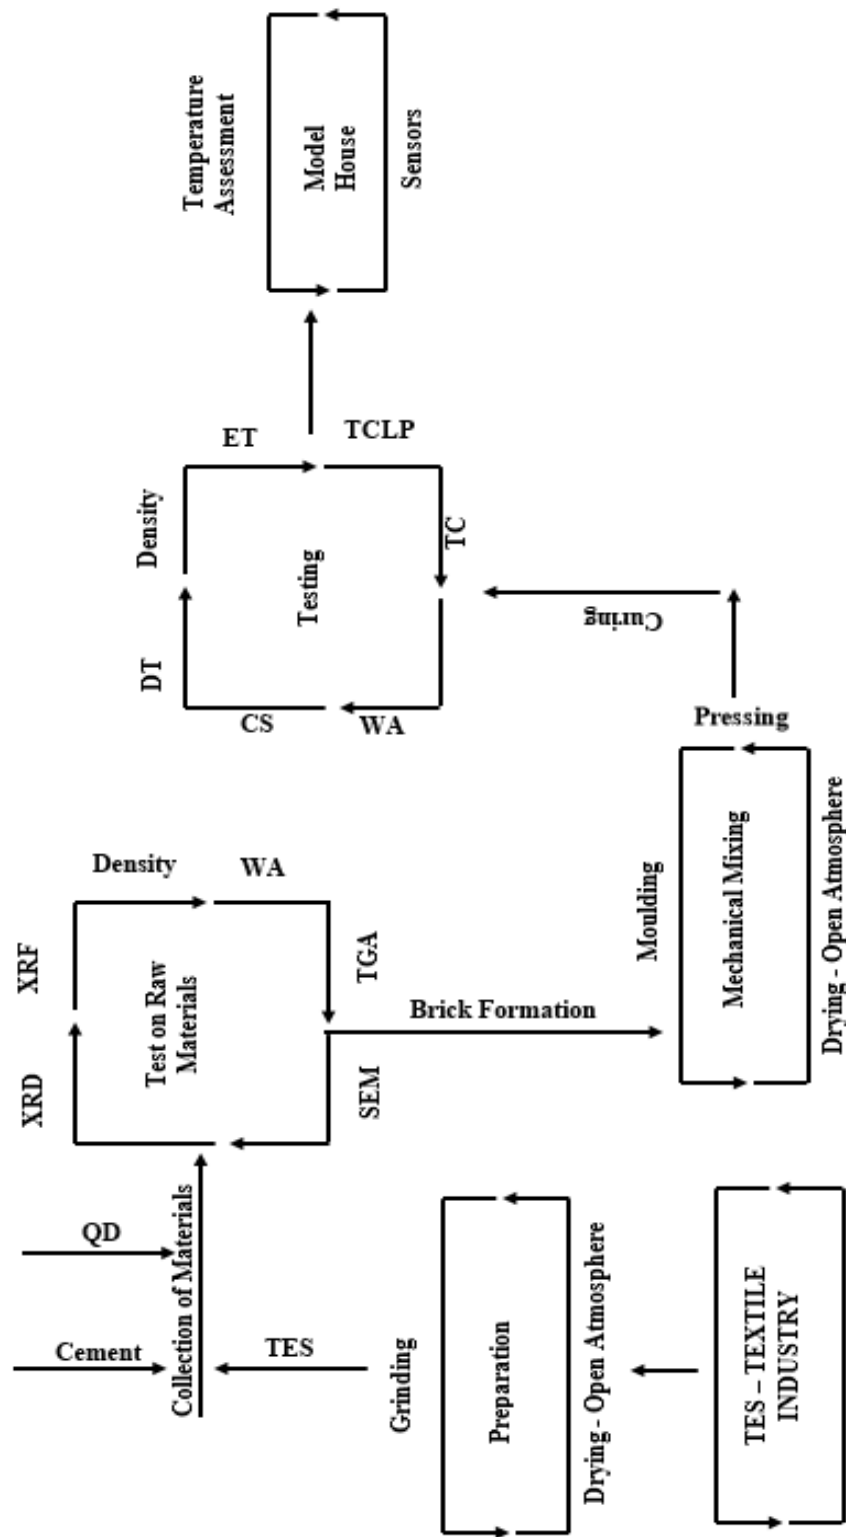 Temperature
Assessment
Model
House
Sensors
ET
TCLP
Density
Testing
TC
DT
CS
WA
Curing
Pressing
Density
WA
XRF
Test on Raw
Materials
TGA
XRD
SEM
Brick Formation
Moulding
Mechanical Mixing
Drying - Open Atmosphere
QD
Cement
Collection of Materials
TES
Grinding
Preparation
Drying - Open Atmosphere
TES – TEXTILE
INDUSTRY